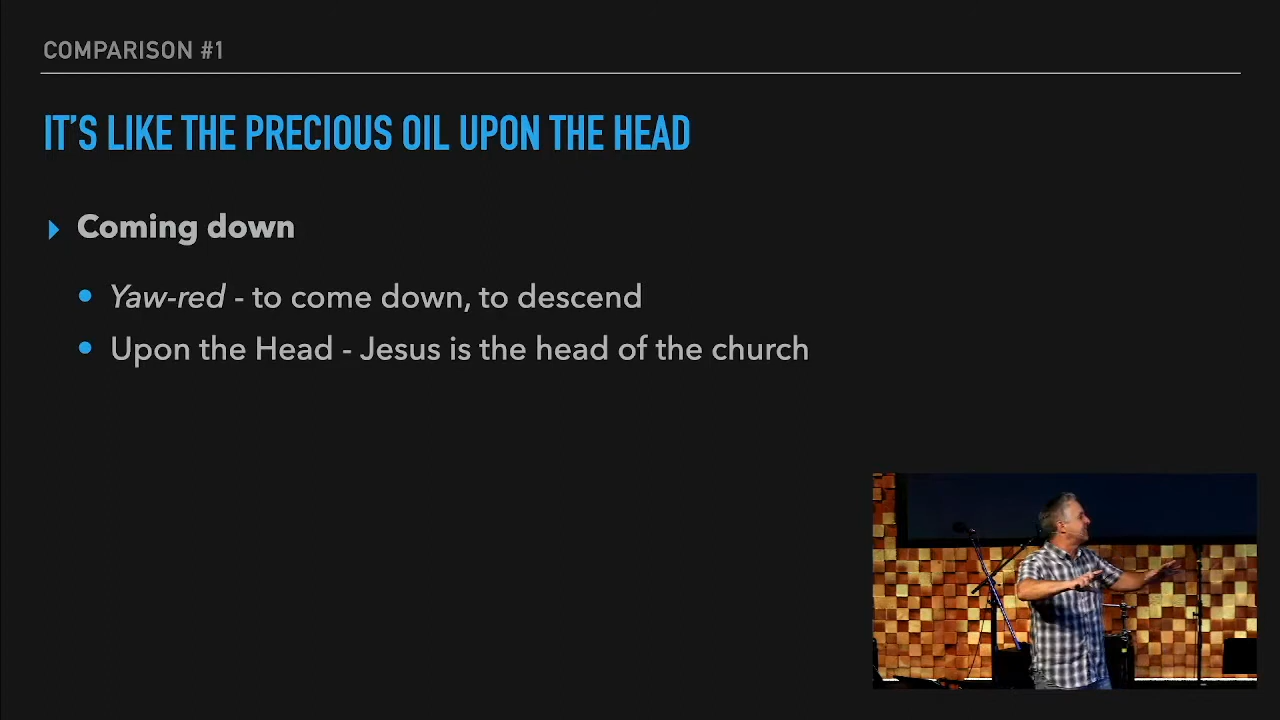 COMPARISON #1
IT'S LIKE THE PRECIOUS OIL UPON THE HEAD
Coming down
Yaw-red - to come down, to descend
Upon the Head - Jesus is the head of the church